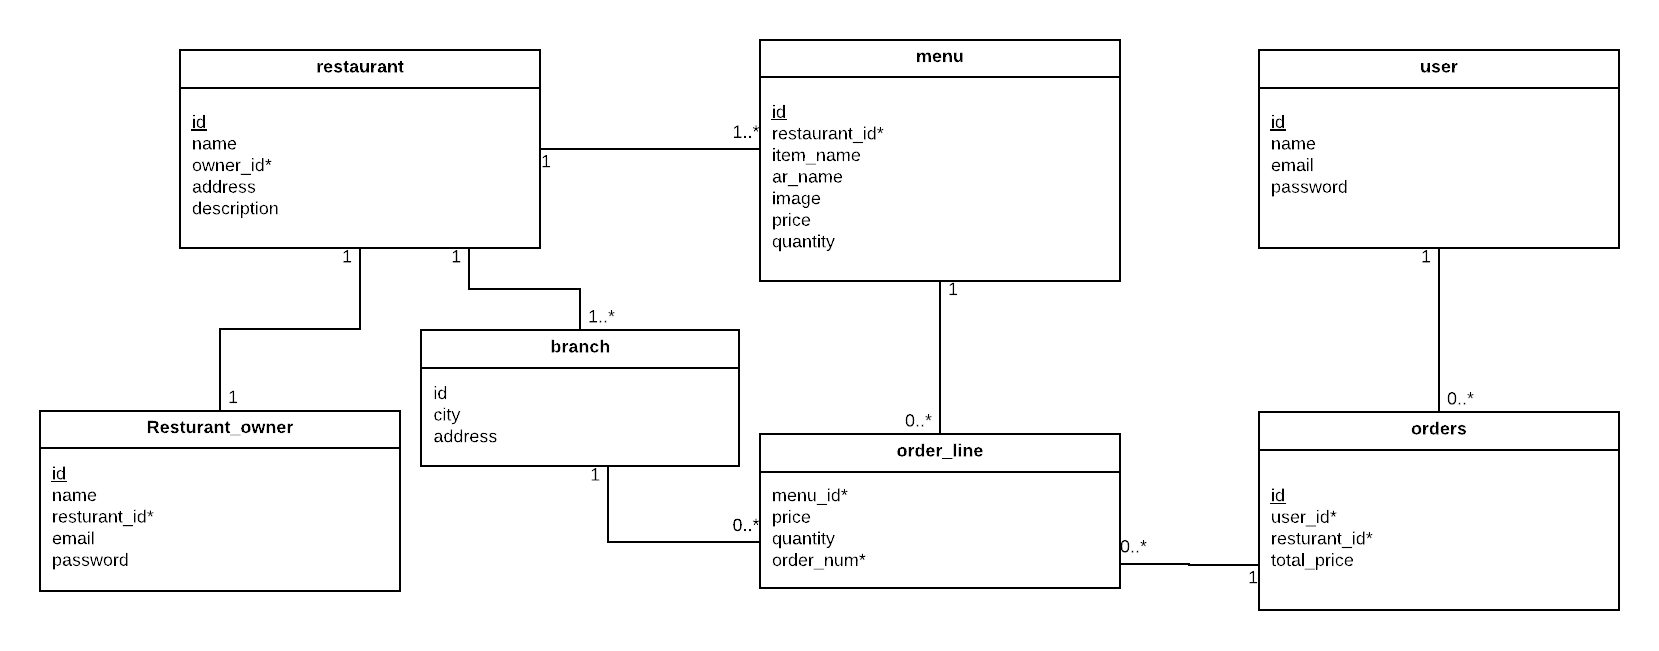 restaurant
id
name
owner_id*
address
description
1
1
1
menu
id
restaurant_id*
item_name
ar_name
image
price
quantity
1..*
1
user
id
name
email
password
1
Resturant_owner
id
name
resturant_id*
email
password
1
branch
id
city
address
1..*
1
order_line
menu_id*
price
quantity
order_num*
0..*
0..*
0..*
orders
id
user_id*
resturant_id*
total_price
0..*
1